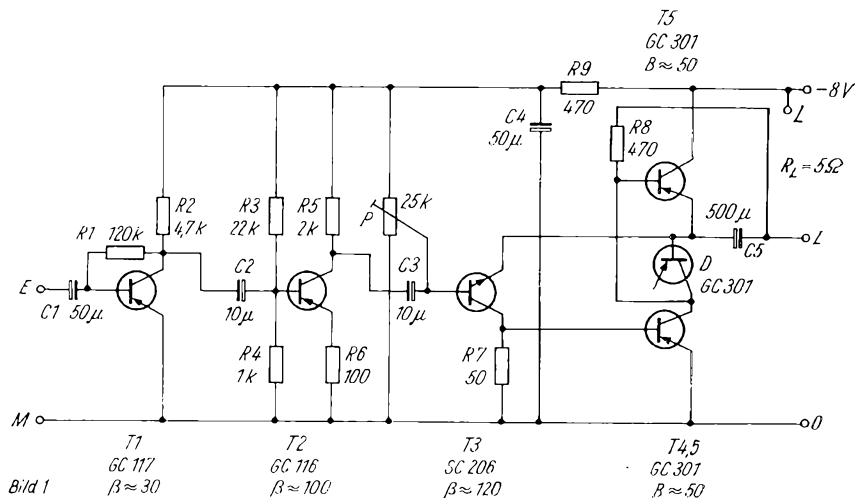 T5
GC 301
B ≈ 50
R9
470
-8V
L
C4
50μ
R8
470
R_L = 5Ω
R2
4,7k
R3
22k
R5
2k
P
25k
500μ
C5
L
R1 120k
C2
10μ
C3
10μ
D
GC 301
E
C1 50μ
R4
1k
R6
100
R7
50
M
0
T1
GC 117
β ≈ 30
T2
GC 116
β ≈ 100
T3
SC 206
β ≈ 120
T4,5
GC 301
B ≈ 50
Bild 1